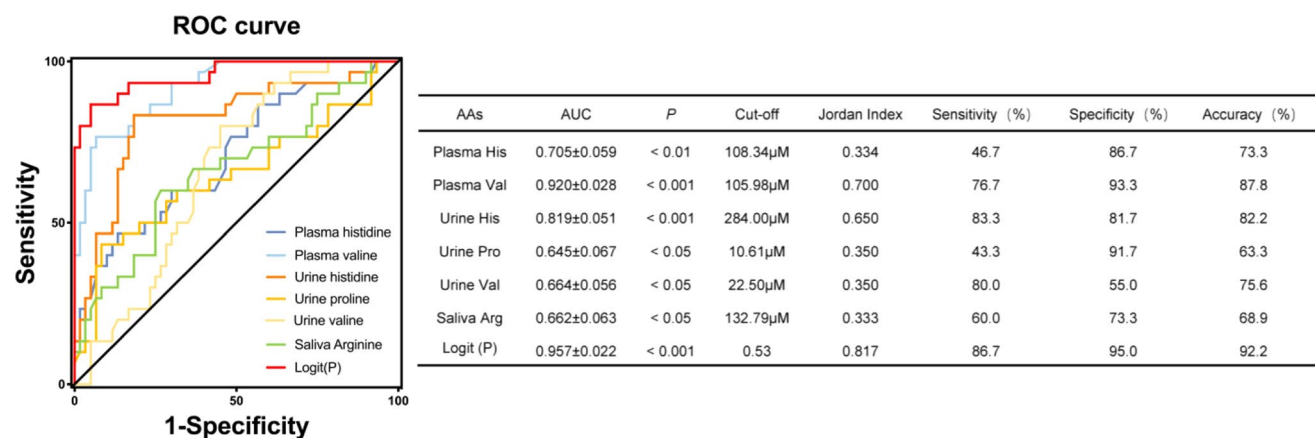 ROC curve
Sensitivity
100
50
0
0 50 100
1-Specificity
Plasma histidine
Plasma valine
Urine histidine
Urine proline
Urine valine
Saliva Arginine
Logit(P)
AAs AUC P Cut-off Jordan Index Sensitivity (%) Specificity (%) Accuracy (%)
Plasma His 0.705±0.059 < 0.01 108.34μM 0.334 46.7 86.7 73.3
Plasma Val 0.920±0.028 < 0.001 105.98μM 0.700 76.7 93.3 87.8
Urine His 0.819±0.051 < 0.001 284.00μM 0.650 83.3 81.7 82.2
Urine Pro 0.645±0.067 < 0.05 10.61μM 0.350 43.3 91.7 63.3
Urine Val 0.664±0.056 < 0.05 22.50μM 0.350 80.0 55.0 75.6
Saliva Arg 0.662±0.063 < 0.05 132.79μM 0.333 60.0 73.3 68.9
Logit (P) 0.957±0.022 < 0.001 0.53 0.817 86.7 95.0 92.2